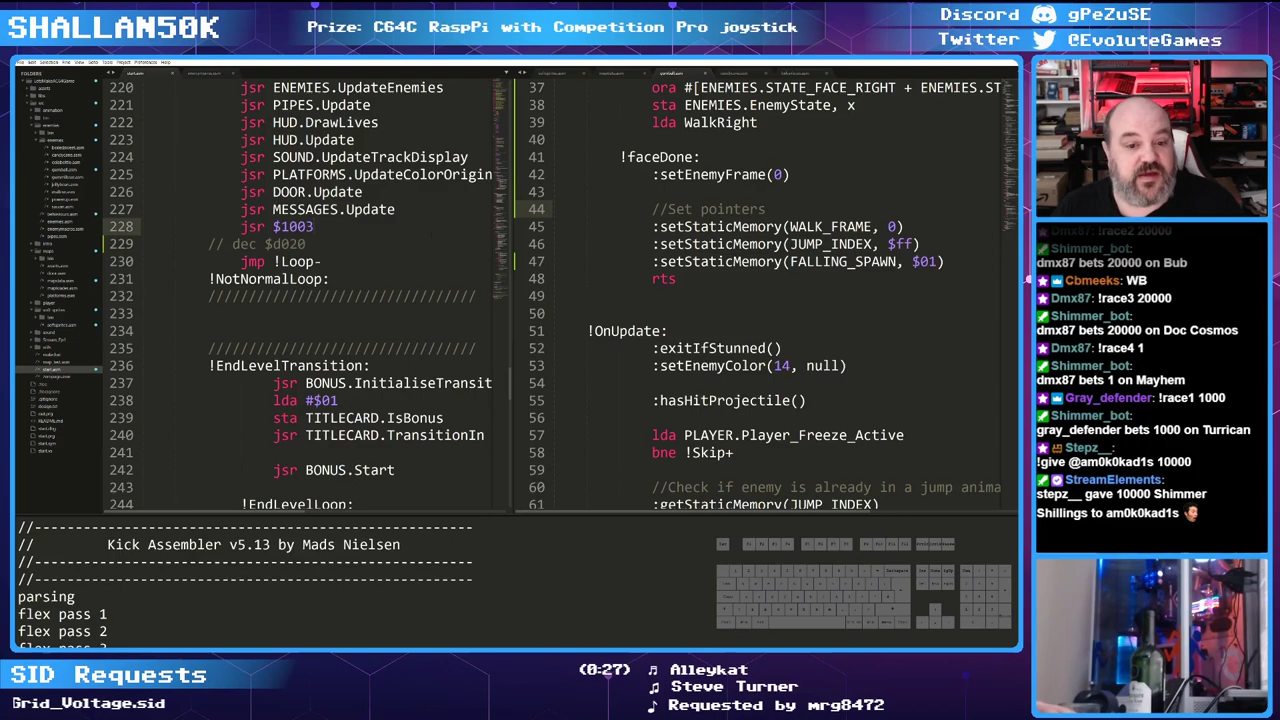 SHALLAN50K
Prize: C64C RaspPi with Competition Pro joystick
Discord gPeZuSE
Twitter @EvoluteGames
220 jsr ENEMIES.UpdateEnemies
221 jsr PIPES.Update
222 jsr HUD.DrawLives
223 jsr HUD.Update
224 jsr SOUND.UpdateTrackDisplay
225 jsr PLATFORMS.UpdateColorOrigin
226 jsr DOOR.Update
227 jsr MESSAGES.Update
228 jsr $1003
229 // dec $d020
230 jmp !Loop-
231 !NotNormalLoop:
232 ////////////////////////////////
233
234
235 ////////////////////////////////
236 !EndLevelTransition:
237 jsr BONUS.InitialiseTransit
238 lda #$01
239 sta TITLECARD.IsBonus
240 jsr TITLECARD.TransitionIn
241
242 jsr BONUS.Start
243
244 !EndLevelLoop:
37 ora #[ENEMIES.STATE_FACE_RIGHT + ENEMIES.ST
38 sta ENEMIES.EnemyState, x
39 lda WalkRight
40
41 !faceDone:
42 :setEnemyFrame(0)
43
44 //Set pointers
45 :setStaticMemory(WALK_FRAME, 0)
46 :setStaticMemory(JUMP_INDEX, $ff)
47 :setStaticMemory(FALLING_SPAWN, $01)
48 rts
49
50
51 !OnUpdate:
52 :exitIfStunned()
53 :setEnemyColor(14, null)
54
55 :hasHitProjectile()
56
57 lda PLAYER.Player_Freeze_Active
58 bne !Skip+
59
60 //Check if enemy is already in a jump anima
61 :getStaticMemory(JUMP_INDEX)
//--------------------------------------------------
// Kick Assembler v5.13 by Mads Nielsen
//--------------------------------------------------
//--------------------------------------------------
parsing
flex pass 1
flex pass 2
Dmx87: !race2 20000
Shimmer_bot:
dmx87 bets 20000 on Bub
Cbmeeks: WB
Dmx87: !race3 20000
Shimmer_bot:
dmx87 bets 20000 on Doc Cosmos
Dmx87: !race4 1
Shimmer_bot:
dmx87 bets 1 on Mayhem
Gray_defender: !race1 1000
Shimmer_bot:
gray_defender bets 1000 on Turrican
Stepz__:
!give @am0k0kad1s 10000
StreamElements:
stepz__ gave 10000 Shimmer
Shillings to am0k0kad1s
SID Requests
Grid_Voltage.sid
(0:27) Alleykat
Steve Turner
Requested by mrg8472